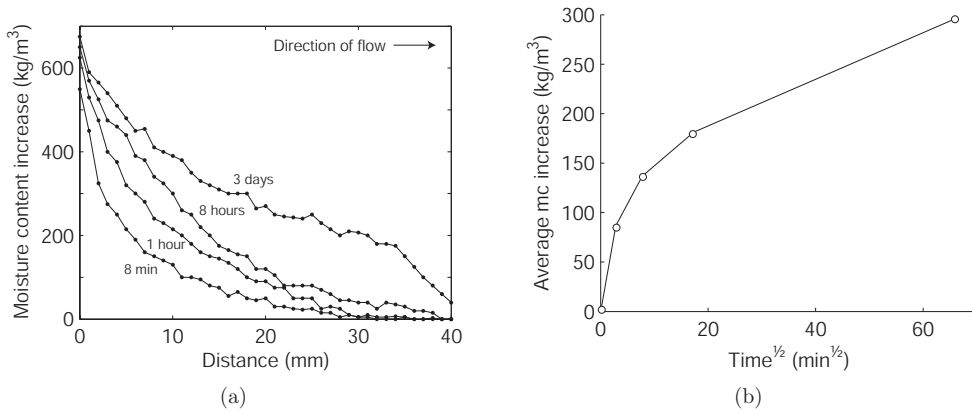 Moisture content increase (kg/m³)
600
400
200
0
Direction of flow
3 days
8 hours
1 hour
8 min
0 10 20 30 40
Distance (mm)
(a)
Average mc increase (kg/m³)
300
250
200
150
100
50
0
0 20 40 60
Time½ (min½)
(b)